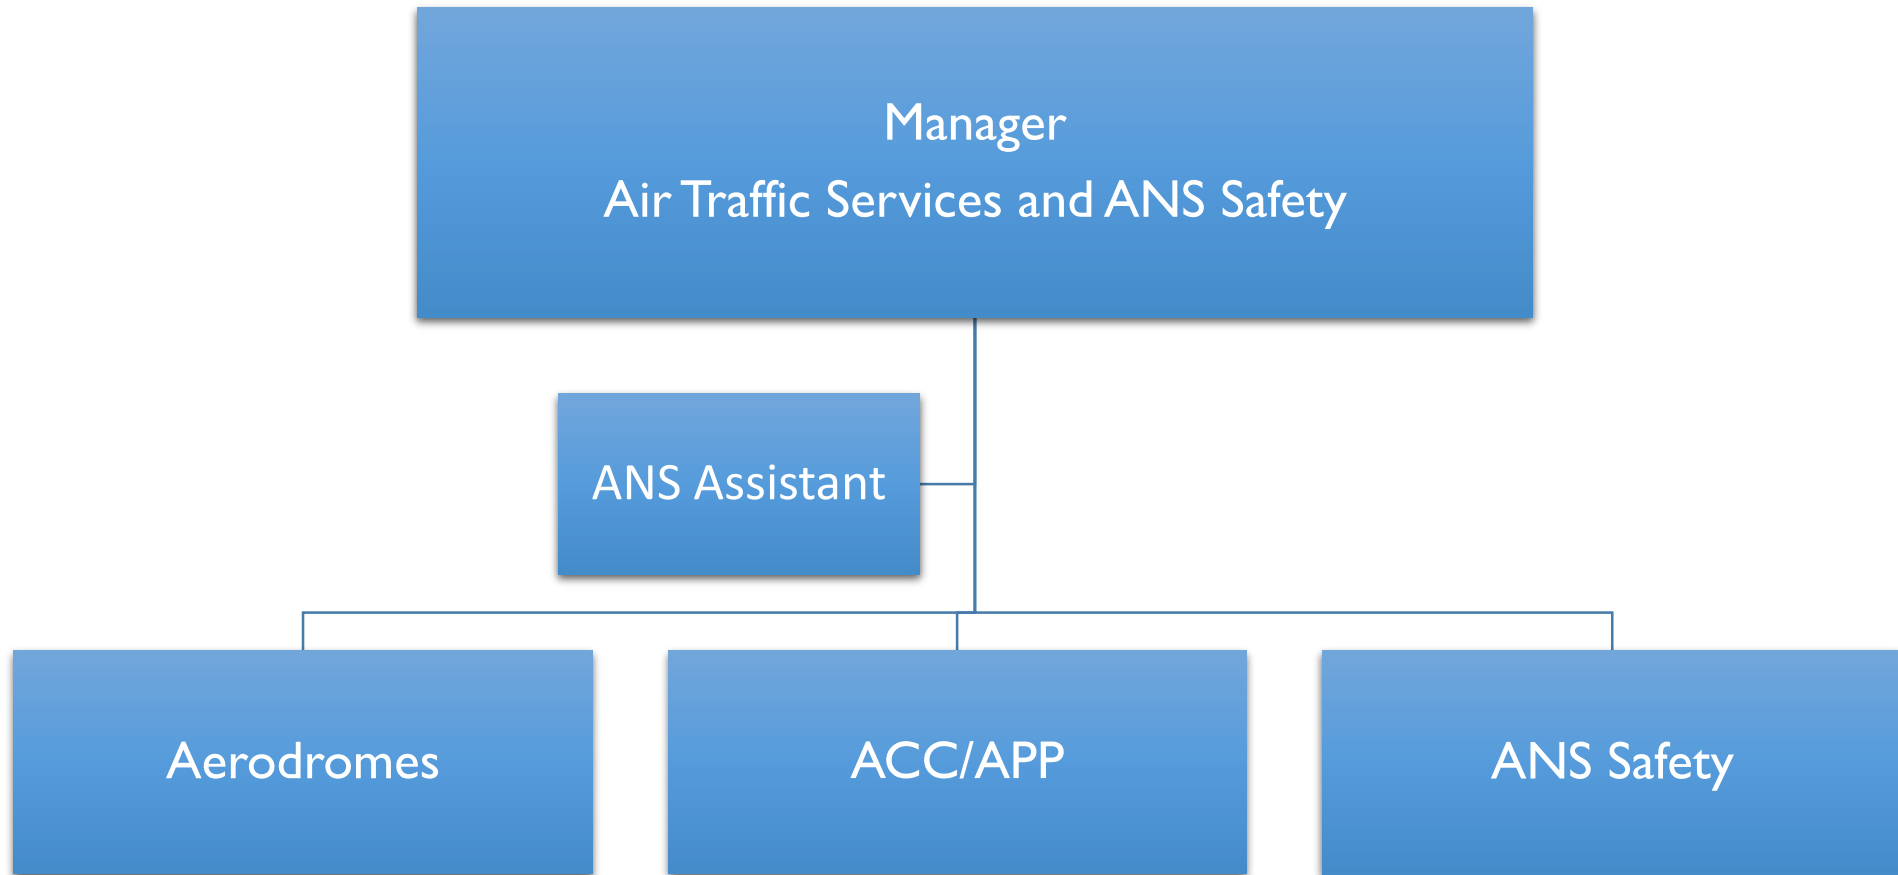 Manager
Air Traffic Services and ANS Safety
ANS Assistant
Aerodromes
ACC/APP
ANS Safety